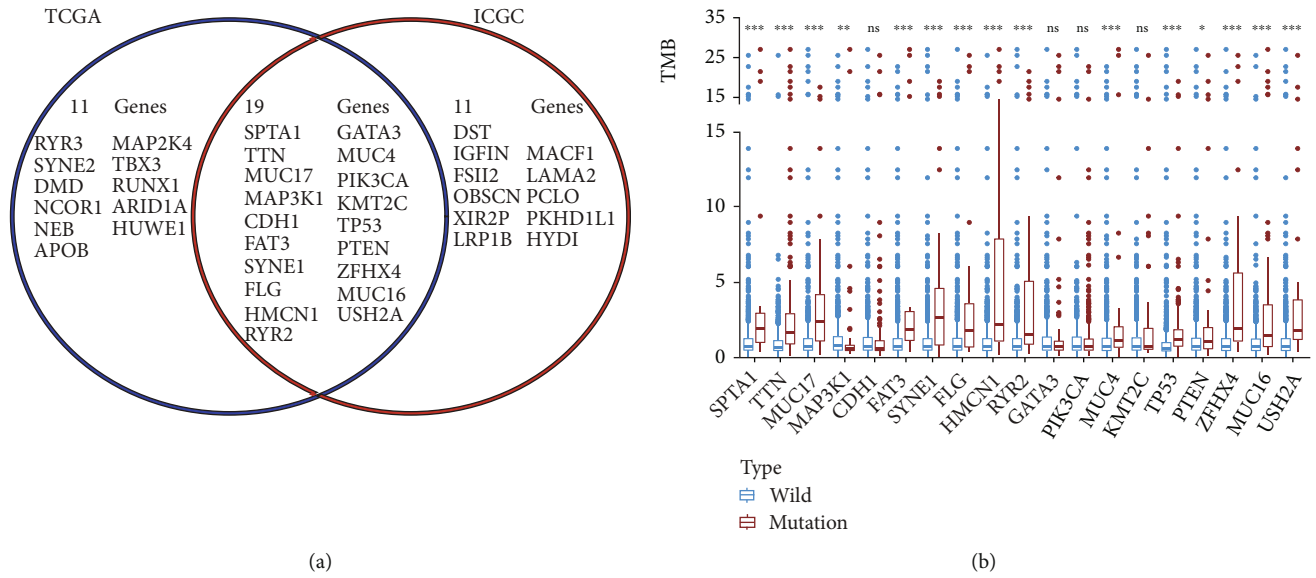 TCGA
ICGC
11 Genes
19 Genes
11 Genes
RYR3
SYNE2
DMD
NCOR1
NEB
APOB
MAP2K4
TBX3
RUNX1
ARID1A
HUWE1
SPTA1
TTN
MUC17
MAP3K1
CDH1
FAT3
SYNE1
FLG
HMCN1
RYR2
GATA3
MUC4
PIK3CA
KMT2C
TP53
PTEN
ZFHX4
MUC16
USH2A
DST
IGFIN
FSII2
OBSCN
XIR2P
LRP1B
MACF1
LAMA2
PCLO
PKHD1L1
HYDI
(a)
TMB
35
25
15
15
10
5
0
*** *** *** ** ns *** *** *** *** *** ns ns *** ns *** * *** *** ***
SPTA1
TTN
MUC17
MAP3K1
CDH1
FAT3
SYNE1
FLG
HMCN1
RYR2
GATA3
PIK3CA
MUC4
KMT2C
TP53
PTEN
ZFHX4
MUC16
USH2A
Type
Wild
Mutation
(b)